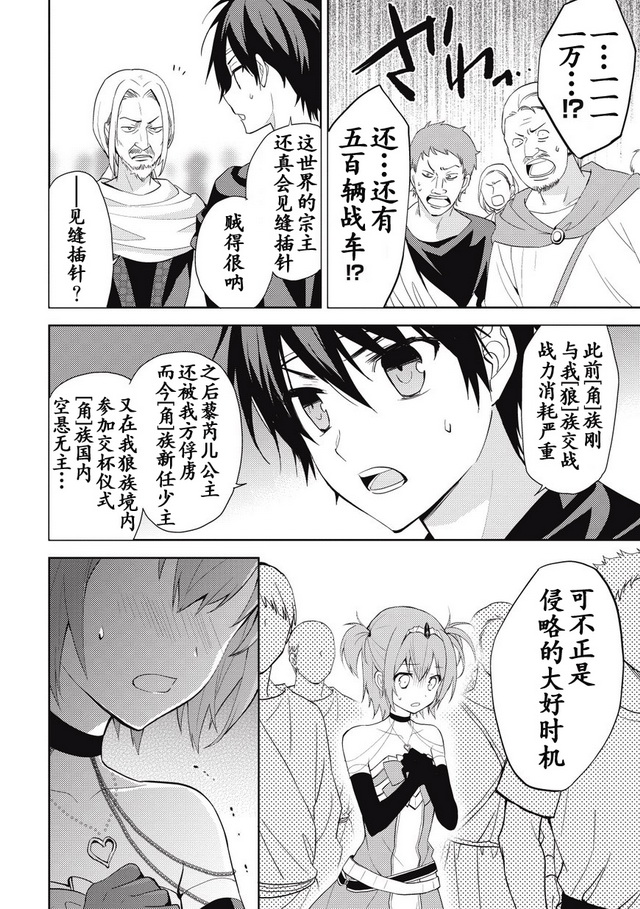 一…一二
一万…!?
还…还有
五百辆战车!?
ざわ
这世界的宗主
还真会见缝插针
贼得很呐
——见缝插针？
此前[角]族刚
与我[狼]族交战
战力消耗严重
之后藜芮儿公主
还被我方俘虏
而今[角]族新任少主
又在我狼族境内
参加交杯仪式
[角]族国内
空悬无主…
可不正是
侵略的大好时机